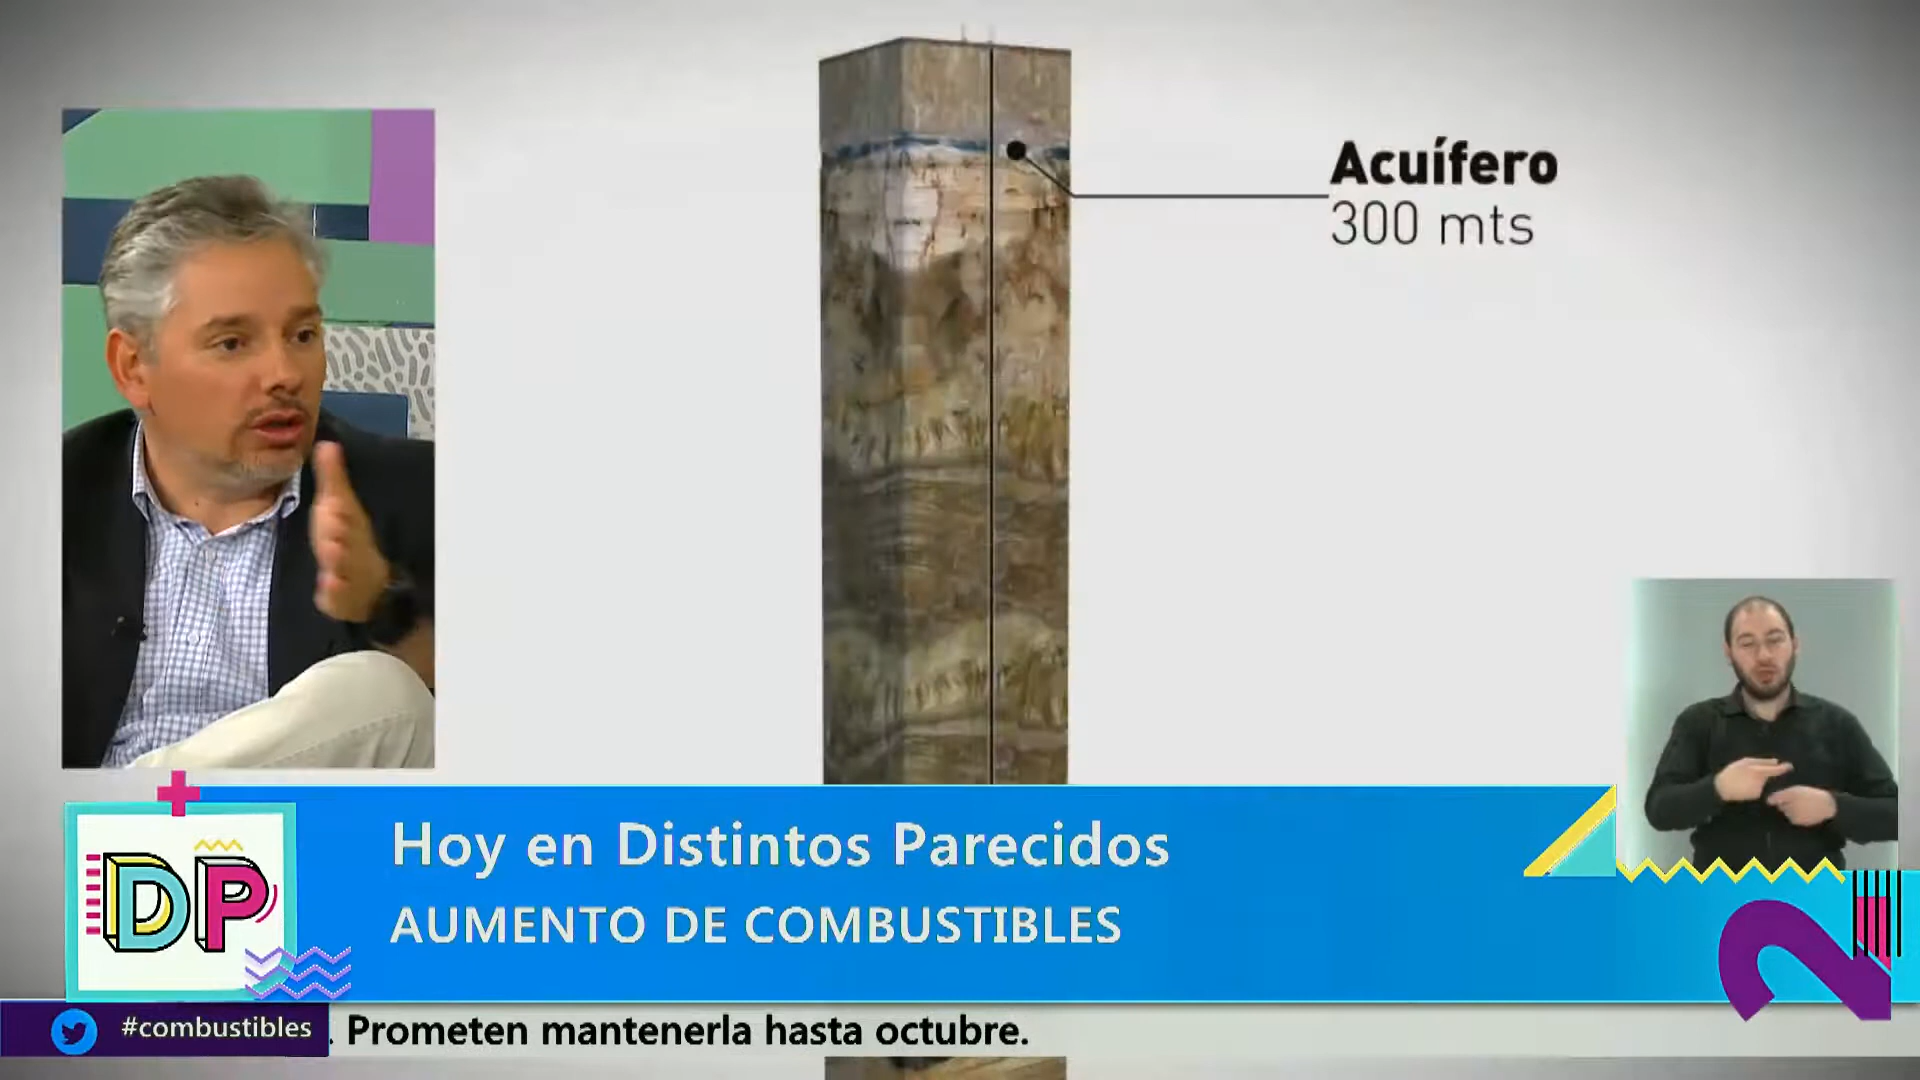 Acuífero
300 mts
Hoy en Distintos Parecidos
AUMENTO DE COMBUSTIBLES
DP
#combustibles
. Prometen mantenerla hasta octubre.